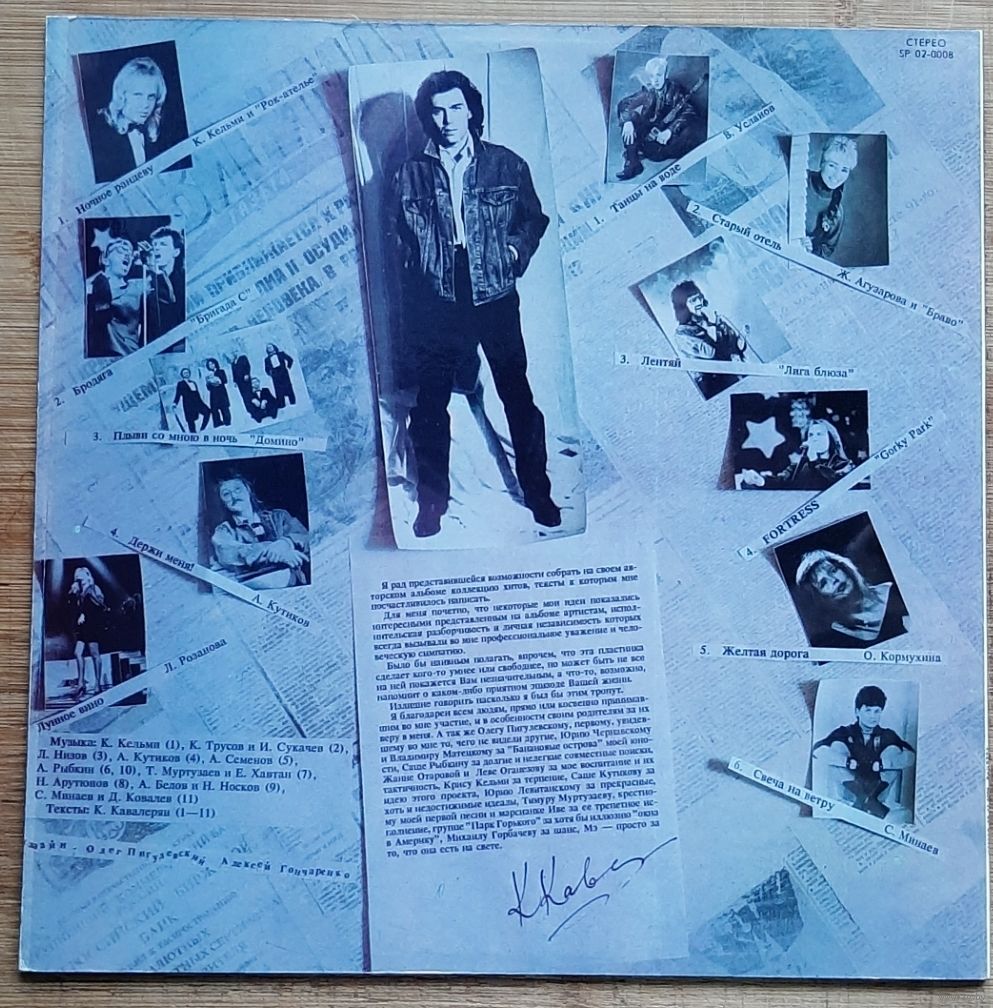 СТЕРЕО
SP 02-0008
1. Ночное рандеву К. Кельми и "Рок-ателье"
2. Бродяга "Бригада С"
3. Плыви со мною в ночь "Домино"
4. Держи меня! А. Кутиков
Лунное вино Л. Розанова
1. Танцы на воде В. Усланов
2. Старый отель Ж. Агузарова и "Браво"
3. Лентяй "Лига блюза"
4. FORTRESS "Gorky Park"
5. Желтая дорога О. Кормухина
6. Свеча на ветру С. Минаев
Музыка: К. Кельми (1), К. Трусов и И. Сукачев (2),
Л. Низов (3), А. Кутиков (4), А. Семенов (5),
А. Рыбкин (6, 10), Т. Муртузаев и Е. Хавтан (7),
Н. Арутюнов (8), А. Белов и Н. Носков (9),
С. Минаев и Д. Ковалев (11)
Тексты: К. Кавалерян (1—11)
Олег Пигулевский, Алексей Гончаренко
Я рад представившейся возможности собрать на своем ав-
торском альбоме коллекцию хитов, тексты к которым мне
посчастливилось написать.
Для меня почетно, что некоторые мои идеи показались
интересными представленным на альбоме артистам, испол-
нительская разборчивость и личная независимость которых
всегда вызывали во мне профессиональное уважение и чело-
веческую симпатию.
Было бы наивным полагать, впрочем, что эта пластинка
сделает кого-то умнее или свободнее, но может быть не все
на ней покажется Вам незначительным, а что-то, возможно,
напомнит о каком-либо приятном эпизоде Вашей жизни.
Излишне говорить насколько я был бы этим тронут.
Я благодарен всем людям, прямо или косвенно принимав-
шим во мне участие, и в особенности своим родителям за их
веру в меня. А так же Олегу Пигулевскому, первому, увидев-
шему во мне то, чего не видели другие, Юрию Чернавскому
и Владимиру Матецкому за "Банановые острова" моей юно-
сти, Саше Рыбкину за долгие и нелегкие совместные поиски,
Жанне Отаровой и Леве Оганезову за мое воспитание и их
тактичность, Крису Кельми за терпение, Саше Кутикову за
идею этого проекта, Юрию Левитанскому за прекрасные,
хоть и недостижимые идеалы, Тимуру Муртузаеву, крестно-
му моей первой песни и марсианке Иве за ее трепетное ис-
полнение, группе "Парк Горького" за хотя бы иллюзию "окна
в Америку", Михаилу Горбачеву за шанс, Мэ — просто за
то, что она есть на свете.